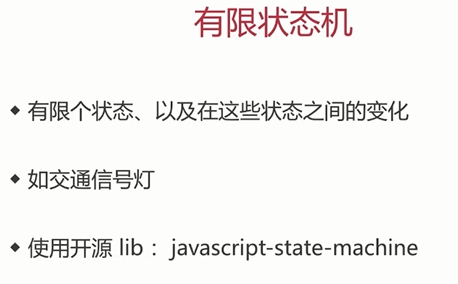 有限状态机
◆ 有限个状态、以及在这些状态之间的变化
◆ 如交通信号灯
◆ 使用开源 lib： javascript-state-machine